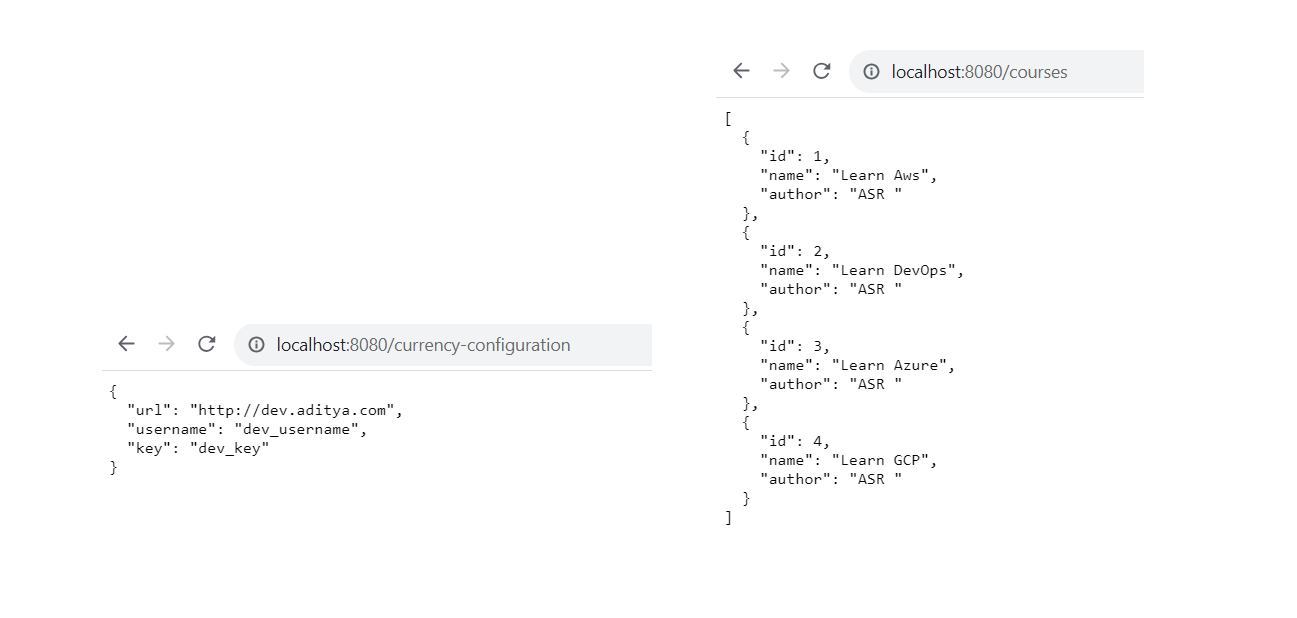 localhost:8080/currency-configuration
{
  "url": "http://dev.aditya.com",
  "username": "dev_username",
  "key": "dev_key"
}
localhost:8080/courses
[
  {
    "id": 1,
    "name": "Learn Aws",
    "author": "ASR "
  },
  {
    "id": 2,
    "name": "Learn DevOps",
    "author": "ASR "
  },
  {
    "id": 3,
    "name": "Learn Azure",
    "author": "ASR "
  },
  {
    "id": 4,
    "name": "Learn GCP",
    "author": "ASR "
  }
]